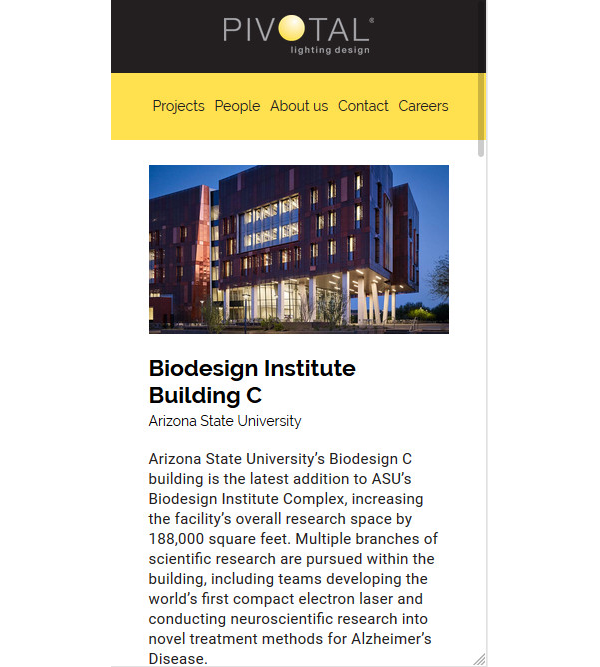 PIVOTAL®
lighting design
Projects People About us Contact Careers
Biodesign Institute
Building C
Arizona State University
Arizona State University’s Biodesign C
building is the latest addition to ASU’s
Biodesign Institute Complex, increasing
the facility’s overall research space by
188,000 square feet. Multiple branches of
scientific research are pursued within the
building, including teams developing the
world’s first compact electron laser and
conducting neuroscientific research into
novel treatment methods for Alzheimer’s
Disease.